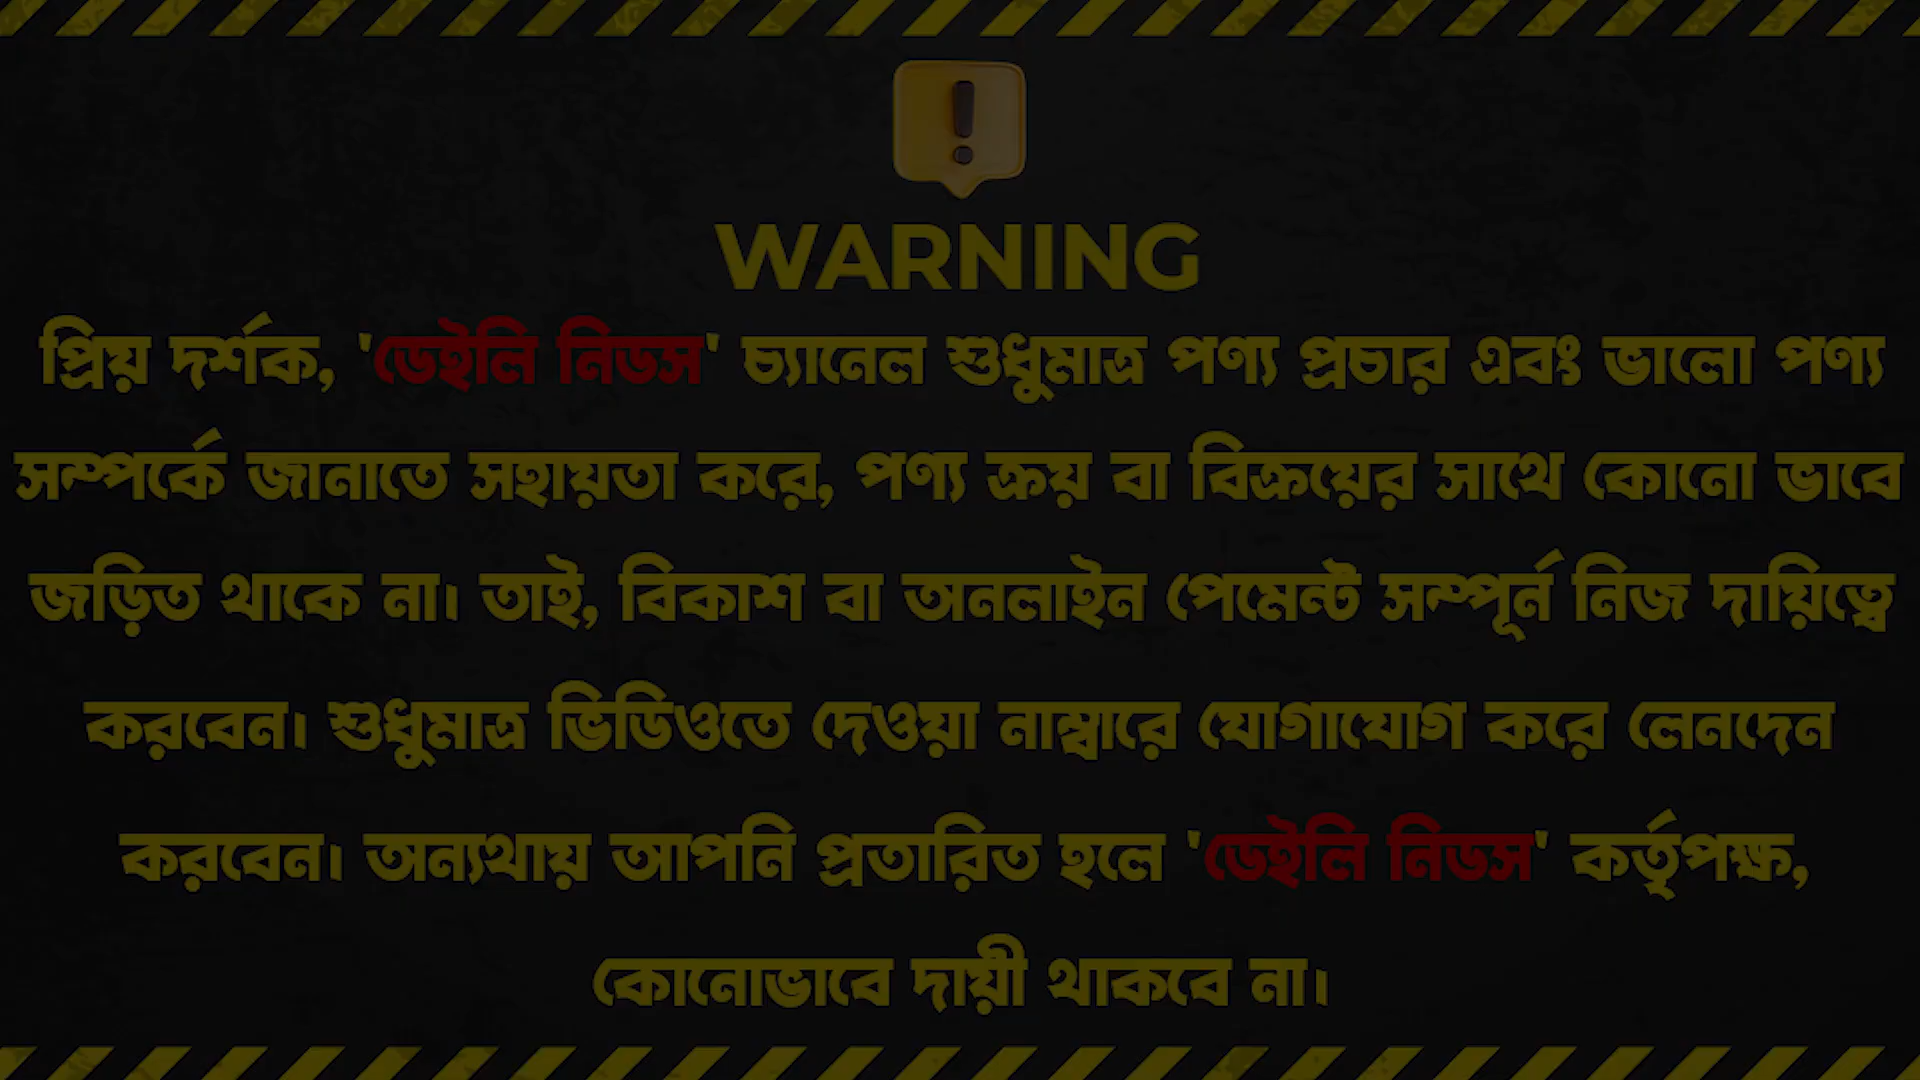 WARNING
প্রিয় দর্শক, 'ডেইলি নিডস' চ্যানেল শুধুমাত্র পণ্য প্রচার এবং ভালো পণ্য
সম্পর্কে জানাতে সহায়তা করে, পণ্য ক্রয় বা বিক্রয়ের সাথে কোনো ভাবে
জড়িত থাকে না। তাই, বিকাশ বা অনলাইন পেমেন্ট সম্পূর্ন নিজ দায়িত্বে
করবেন। শুধুমাত্র ভিডিওতে দেওয়া নাম্বারে যোগাযোগ করে লেনদেন
করবেন। অন্যথায় আপনি প্রতারিত হলে 'ডেইলি নিডস' কর্তৃপক্ষ,
কোনোভাবে দায়ী থাকবে না।